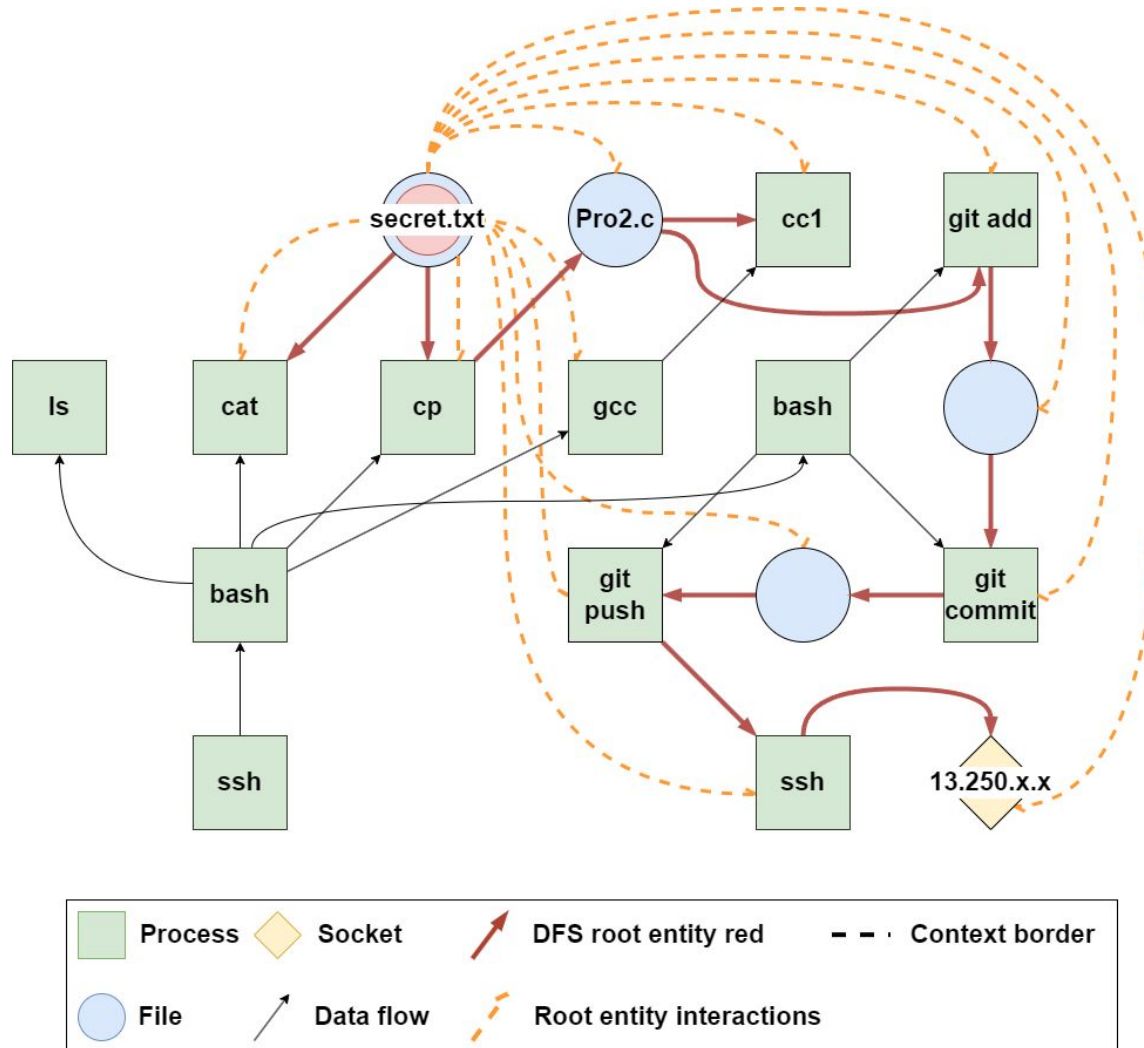 secret.txt
Pro2.c
cc1
git add
ls
cat
cp
gcc
bash
bash
git
push
git
commit
ssh
ssh
13.250.x.x
Process
Socket
DFS root entity red
Context border
File
Data flow
Root entity interactions